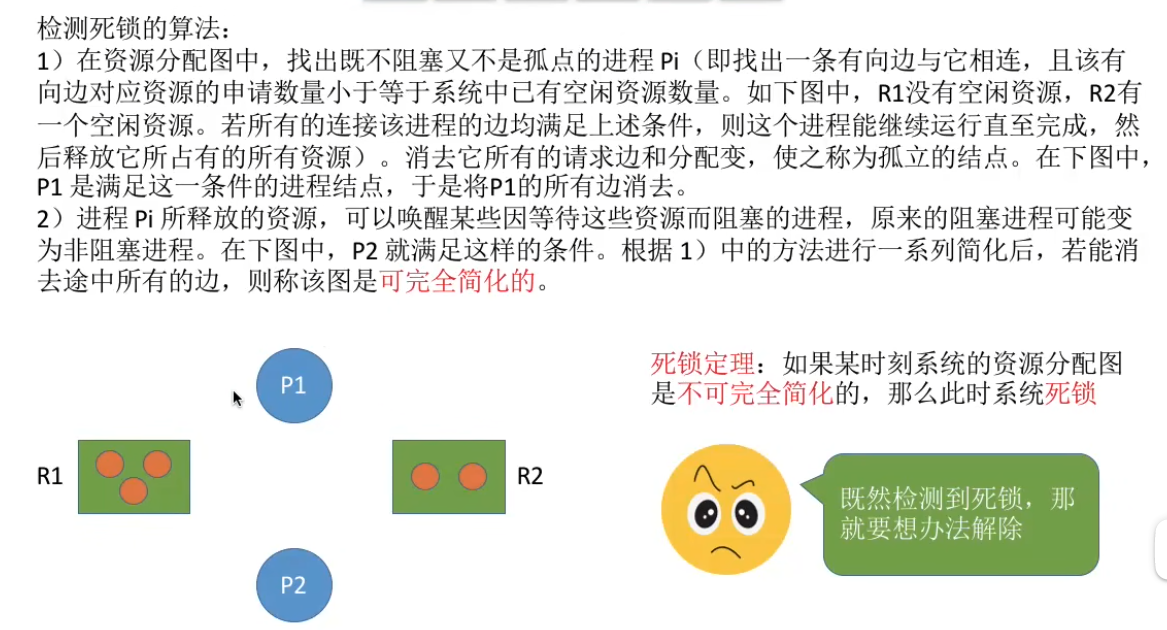 检测死锁的算法：
1）在资源分配图中，找出既不阻塞又不是孤点的进程 Pi（即找出一条有向边与它相连，且该有
向边对应资源的申请数量小于等于系统中已有空闲资源数量。如下图中，R1没有空闲资源，R2有
一个空闲资源。若所有的连接该进程的边均满足上述条件，则这个进程能继续运行直至完成，然
后释放它所占有的所有资源）。消去它所有的请求边和分配变，使之称为孤立的结点。在下图中，
P1 是满足这一条件的进程结点，于是将P1的所有边消去。
2）进程 Pi 所释放的资源，可以唤醒某些因等待这些资源而阻塞的进程，原来的阻塞进程可能变
为非阻塞进程。在下图中，P2 就满足这样的条件。根据 1）中的方法进行一系列简化后，若能消
去途中所有的边，则称该图是可完全简化的。
P1
R1
R2
P2
死锁定理：如果某时刻系统的资源分配图
是不可完全简化的，那么此时系统死锁
既然检测到死锁，那
就要想办法解除